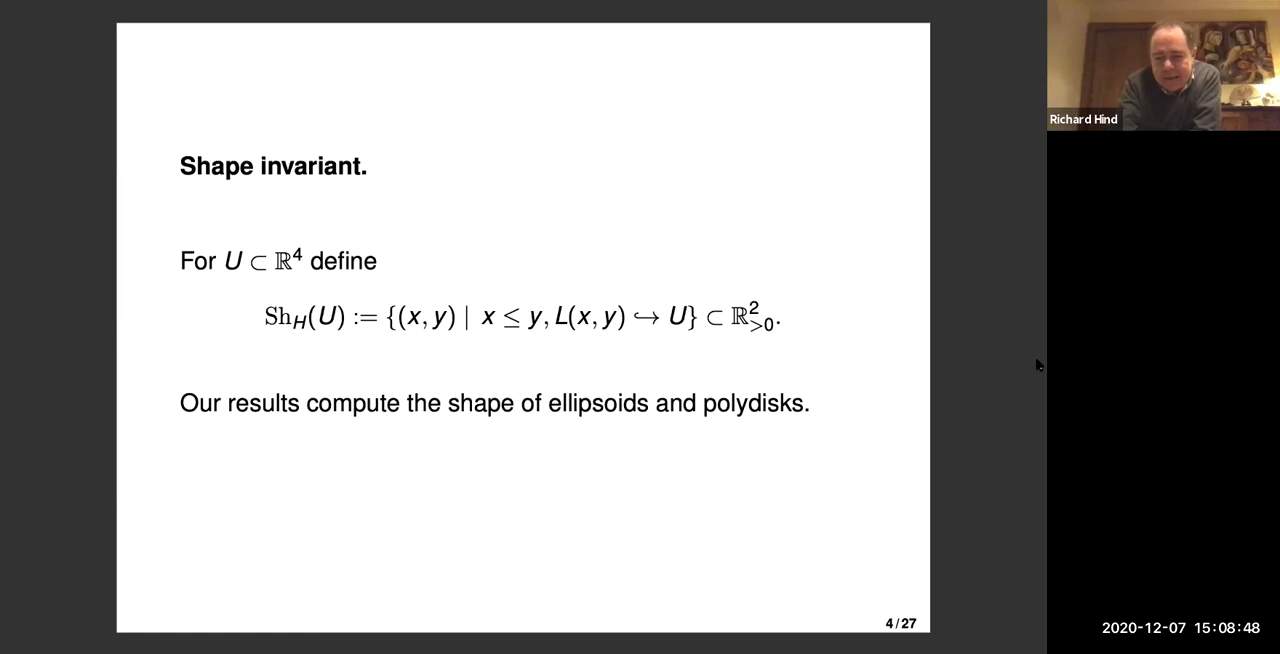 Shape invariant.
For U ⊂ ℝ⁴ define
Sh_H(U) := {(x, y) | x ≤ y, L(x, y) ↪ U} ⊂ ℝ²_{>0}.
Our results compute the shape of ellipsoids and polydisks.
4/27
Richard Hind
2020-12-07 15:08:48